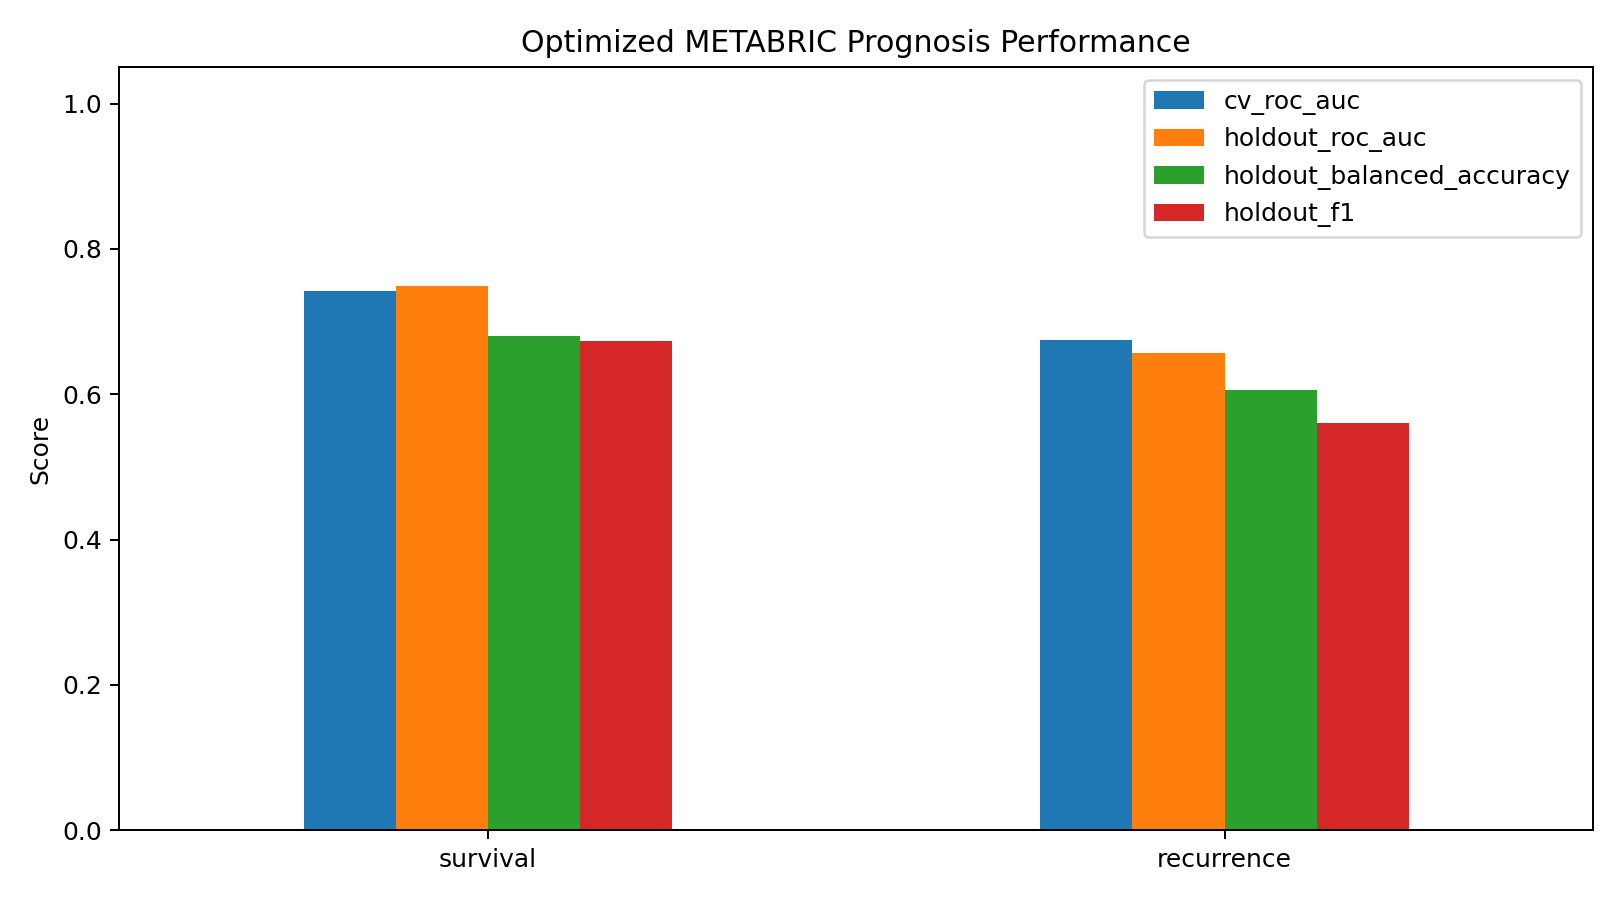 Optimized METABRIC Prognosis Performance
cv_roc_auc
holdout_roc_auc
holdout_balanced_accuracy
holdout_f1
1.0
0.8
0.6
0.4
0.2
0.0
Score
survival
recurrence